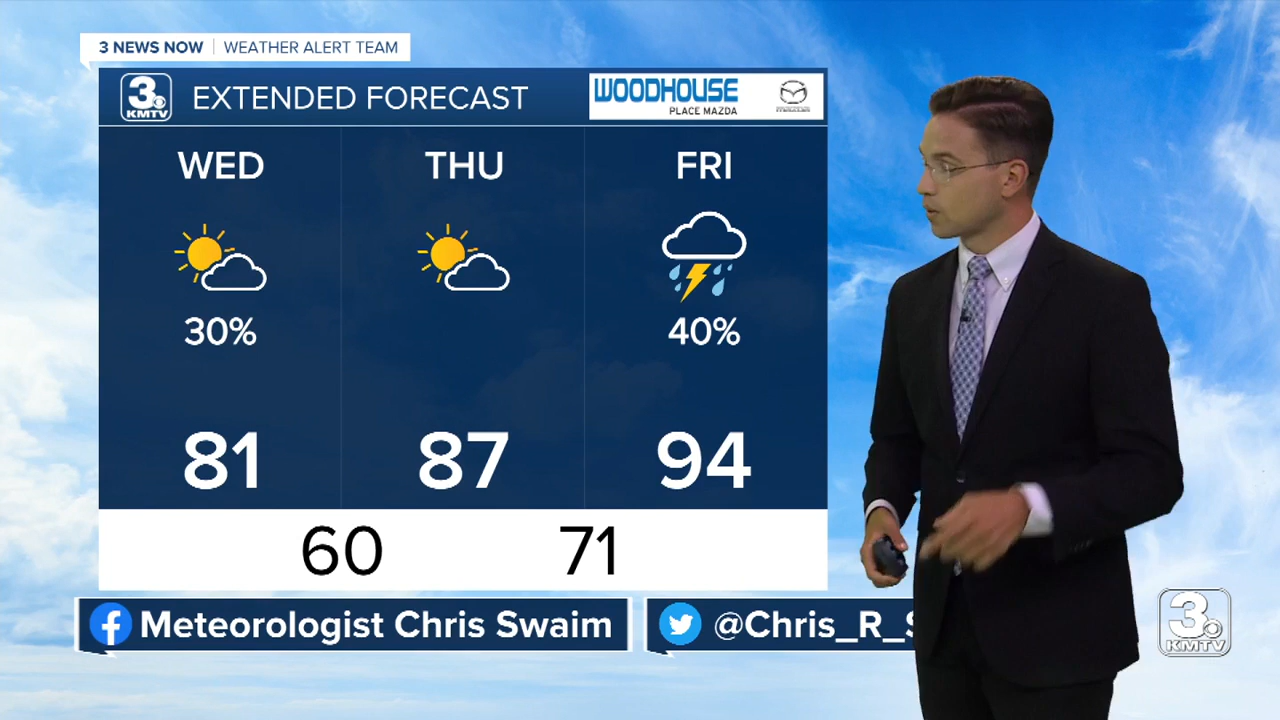 3 NEWS NOW | WEATHER ALERT TEAM
3 KMTV EXTENDED FORECAST
WOODHOUSE
PLACE MAZDA
WED THU FRI
30% 40%
81 87 94
60 71
Meteorologist Chris Swaim @Chris_R_S
3 KMTV